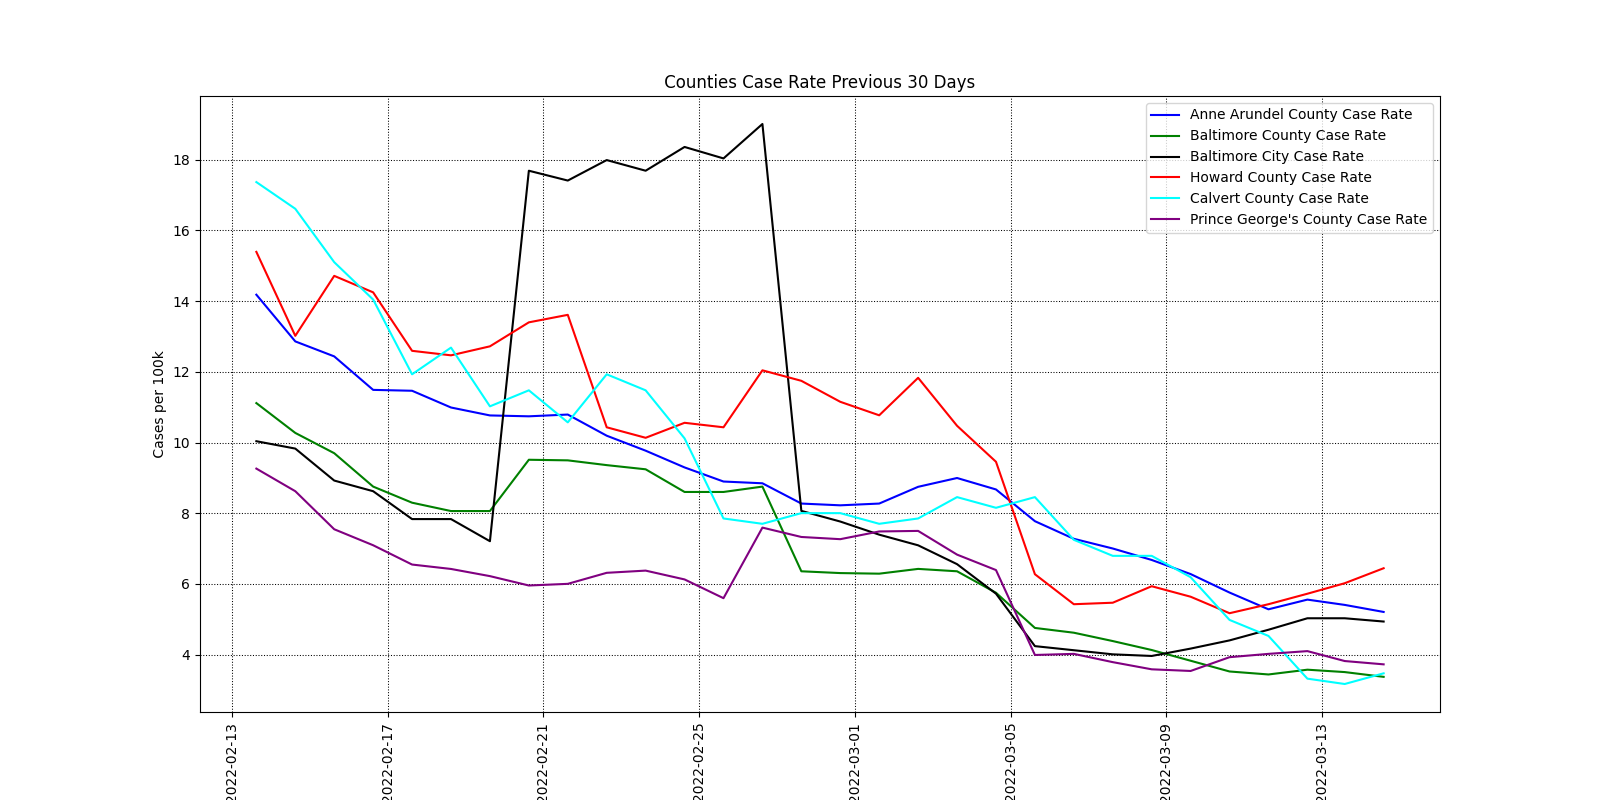 Counties Case Rate Previous 30 Days
Anne Arundel County Case Rate
Baltimore County Case Rate
Baltimore City Case Rate
Howard County Case Rate
Calvert County Case Rate
Prince George's County Case Rate
Cases per 100k
18
16
14
12
10
8
6
4
2022-02-13
2022-02-17
2022-02-21
2022-02-25
2022-03-01
2022-03-05
2022-03-09
2022-03-13